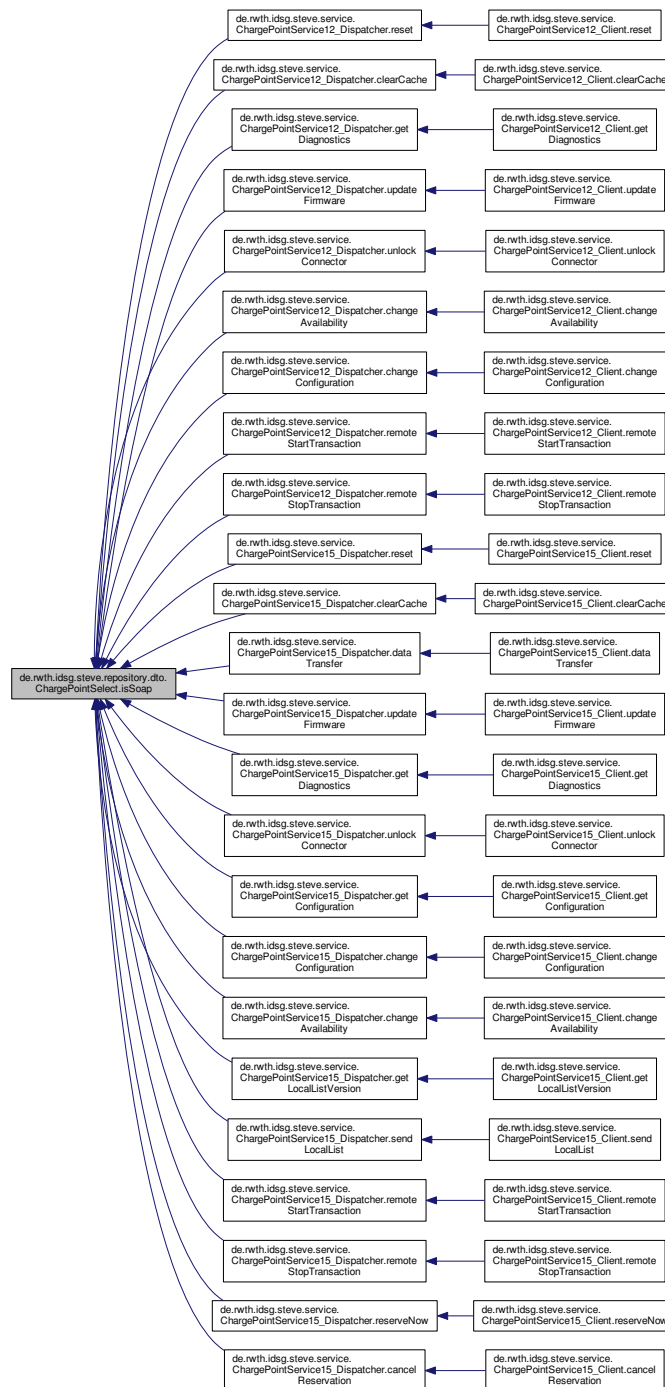 de.rwth.idsg.steve.service.
ChargePointService12_Dispatcher.reset
de.rwth.idsg.steve.service.
ChargePointService12_Client.reset
de.rwth.idsg.steve.service.
ChargePointService12_Dispatcher.clearCache
de.rwth.idsg.steve.service.
ChargePointService12_Client.clearCache
de.rwth.idsg.steve.service.
ChargePointService12_Dispatcher.get
Diagnostics
de.rwth.idsg.steve.service.
ChargePointService12_Client.get
Diagnostics
de.rwth.idsg.steve.service.
ChargePointService12_Dispatcher.update
Firmware
de.rwth.idsg.steve.service.
ChargePointService12_Client.update
Firmware
de.rwth.idsg.steve.service.
ChargePointService12_Dispatcher.unlock
Connector
de.rwth.idsg.steve.service.
ChargePointService12_Client.unlock
Connector
de.rwth.idsg.steve.service.
ChargePointService12_Dispatcher.change
Availability
de.rwth.idsg.steve.service.
ChargePointService12_Client.change
Availability
de.rwth.idsg.steve.service.
ChargePointService12_Dispatcher.change
Configuration
de.rwth.idsg.steve.service.
ChargePointService12_Client.change
Configuration
de.rwth.idsg.steve.service.
ChargePointService12_Dispatcher.remote
StartTransaction
de.rwth.idsg.steve.service.
ChargePointService12_Client.remote
StartTransaction
de.rwth.idsg.steve.service.
ChargePointService12_Dispatcher.remote
StopTransaction
de.rwth.idsg.steve.service.
ChargePointService12_Client.remote
StopTransaction
de.rwth.idsg.steve.service.
ChargePointService15_Dispatcher.reset
de.rwth.idsg.steve.service.
ChargePointService15_Client.reset
de.rwth.idsg.steve.service.
ChargePointService15_Dispatcher.clearCache
de.rwth.idsg.steve.service.
ChargePointService15_Client.clearCache
de.rwth.idsg.steve.service.
ChargePointService15_Dispatcher.data
Transfer
de.rwth.idsg.steve.service.
ChargePointService15_Client.data
Transfer
de.rwth.idsg.steve.repository.dto.
ChargePointSelect.isSoap
de.rwth.idsg.steve.service.
ChargePointService15_Dispatcher.update
Firmware
de.rwth.idsg.steve.service.
ChargePointService15_Client.update
Firmware
de.rwth.idsg.steve.service.
ChargePointService15_Dispatcher.get
Diagnostics
de.rwth.idsg.steve.service.
ChargePointService15_Client.get
Diagnostics
de.rwth.idsg.steve.service.
ChargePointService15_Dispatcher.unlock
Connector
de.rwth.idsg.steve.service.
ChargePointService15_Client.unlock
Connector
de.rwth.idsg.steve.service.
ChargePointService15_Dispatcher.get
Configuration
de.rwth.idsg.steve.service.
ChargePointService15_Client.get
Configuration
de.rwth.idsg.steve.service.
ChargePointService15_Dispatcher.change
Configuration
de.rwth.idsg.steve.service.
ChargePointService15_Client.change
Configuration
de.rwth.idsg.steve.service.
ChargePointService15_Dispatcher.change
Availability
de.rwth.idsg.steve.service.
ChargePointService15_Client.change
Availability
de.rwth.idsg.steve.service.
ChargePointService15_Dispatcher.get
LocalListVersion
de.rwth.idsg.steve.service.
ChargePointService15_Client.get
LocalListVersion
de.rwth.idsg.steve.service.
ChargePointService15_Dispatcher.send
LocalList
de.rwth.idsg.steve.service.
ChargePointService15_Client.send
LocalList
de.rwth.idsg.steve.service.
ChargePointService15_Dispatcher.remote
StartTransaction
de.rwth.idsg.steve.service.
ChargePointService15_Client.remote
StartTransaction
de.rwth.idsg.steve.service.
ChargePointService15_Dispatcher.remote
StopTransaction
de.rwth.idsg.steve.service.
ChargePointService15_Client.remote
StopTransaction
de.rwth.idsg.steve.service.
ChargePointService15_Dispatcher.reserveNow
de.rwth.idsg.steve.service.
ChargePointService15_Client.reserveNow
de.rwth.idsg.steve.service.
ChargePointService15_Dispatcher.cancel
Reservation
de.rwth.idsg.steve.service.
ChargePointService15_Client.cancel
Reservation